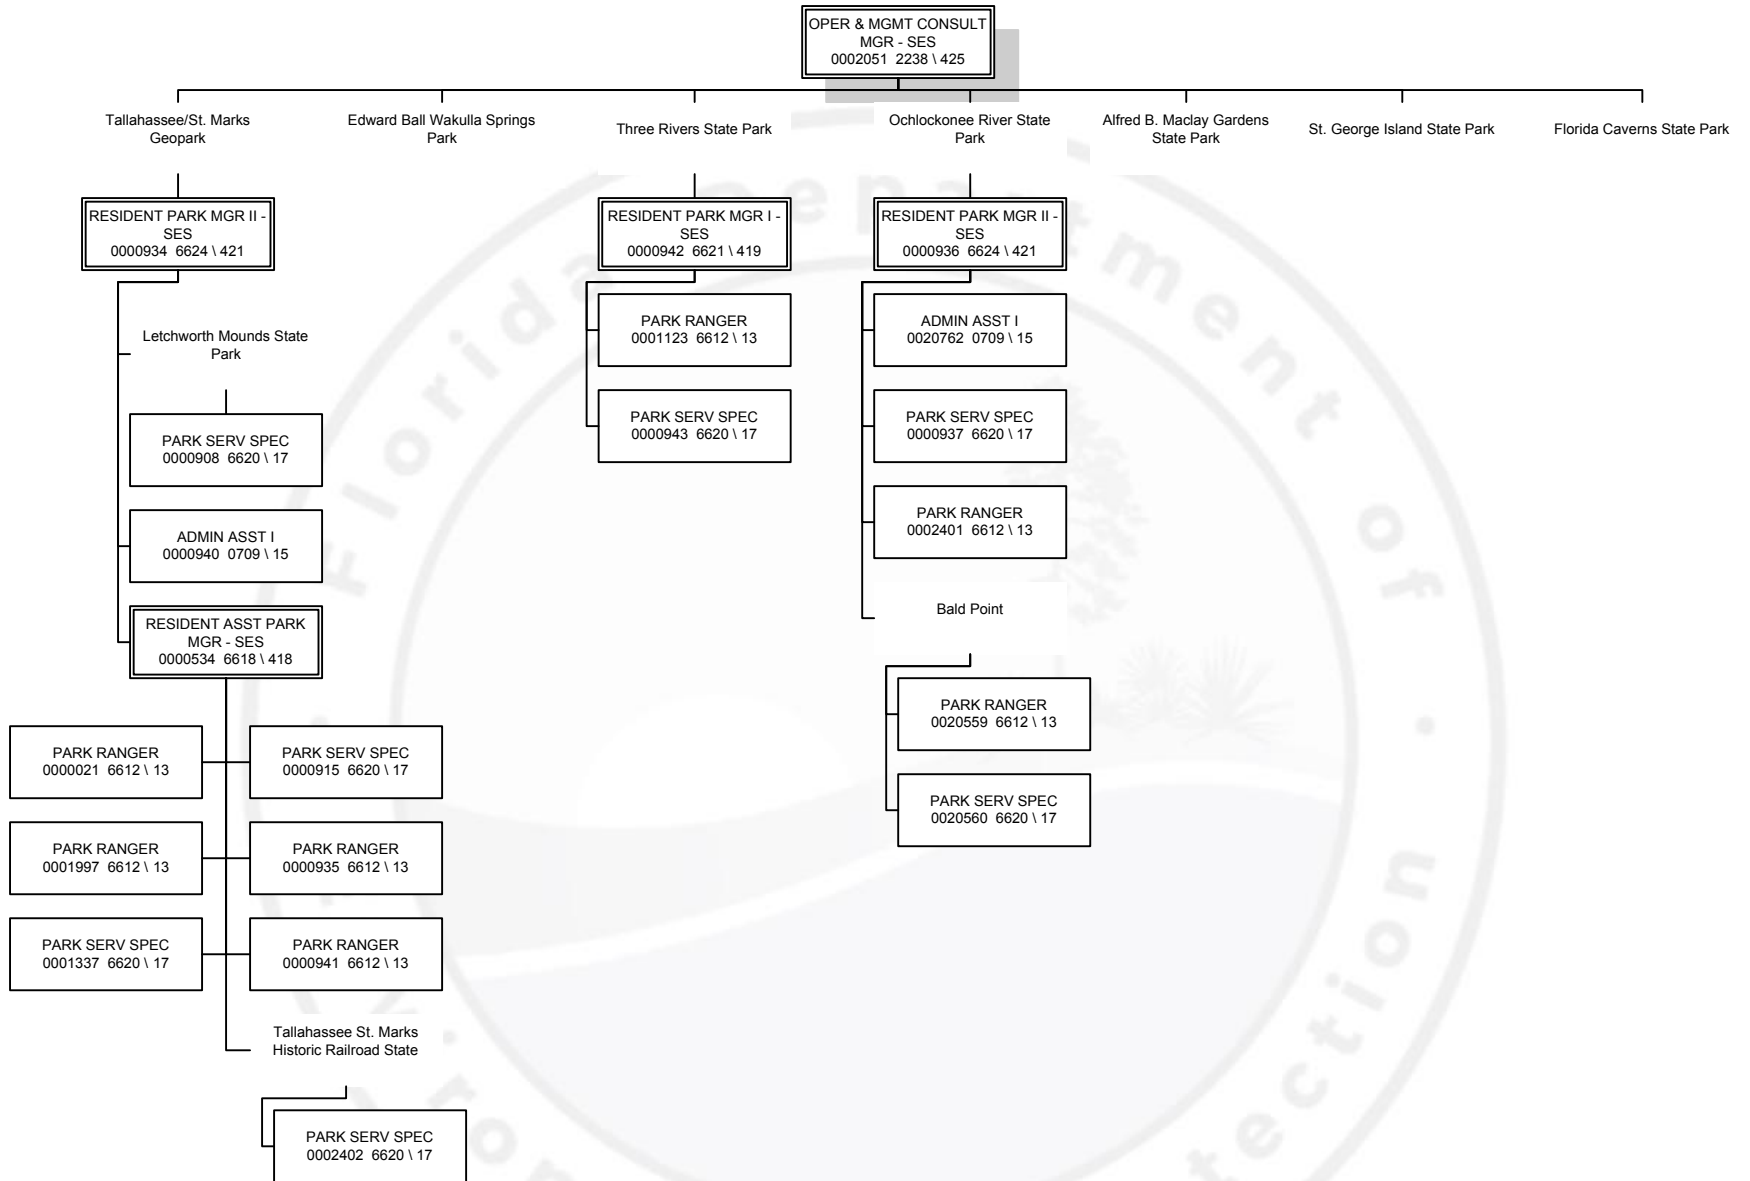 OPER & MGMT CONSULT
MGR - SES
0002051 2238 \ 425
Tallahassee/St. Marks
Geopark
Edward Ball Wakulla Springs
Park
Three Rivers State Park
Ochlockonee River State
Park
Alfred B. Maclay Gardens
State Park
St. George Island State Park
Florida Caverns State Park
RESIDENT PARK MGR II -
SES
0000934 6624 \ 421
Letchworth Mounds State
Park
PARK SERV SPEC
0000908 6620 \ 17
ADMIN ASST I
0000940 0709 \ 15
RESIDENT ASST PARK
MGR - SES
0000534 6618 \ 418
PARK RANGER
0000021 6612 \ 13
PARK SERV SPEC
0000915 6620 \ 17
PARK RANGER
0001997 6612 \ 13
PARK RANGER
0000935 6612 \ 13
PARK SERV SPEC
0001337 6620 \ 17
PARK RANGER
0000941 6612 \ 13
Tallahassee St. Marks
Historic Railroad State
PARK SERV SPEC
0002402 6620 \ 17
RESIDENT PARK MGR I -
SES
0000942 6621 \ 419
PARK RANGER
0001123 6612 \ 13
PARK SERV SPEC
0000943 6620 \ 17
RESIDENT PARK MGR II -
SES
0000936 6624 \ 421
ADMIN ASST I
0020762 0709 \ 15
PARK SERV SPEC
0000937 6620 \ 17
PARK RANGER
0002401 6612 \ 13
Bald Point
PARK RANGER
0020559 6612 \ 13
PARK SERV SPEC
0020560 6620 \ 17
Florida
of